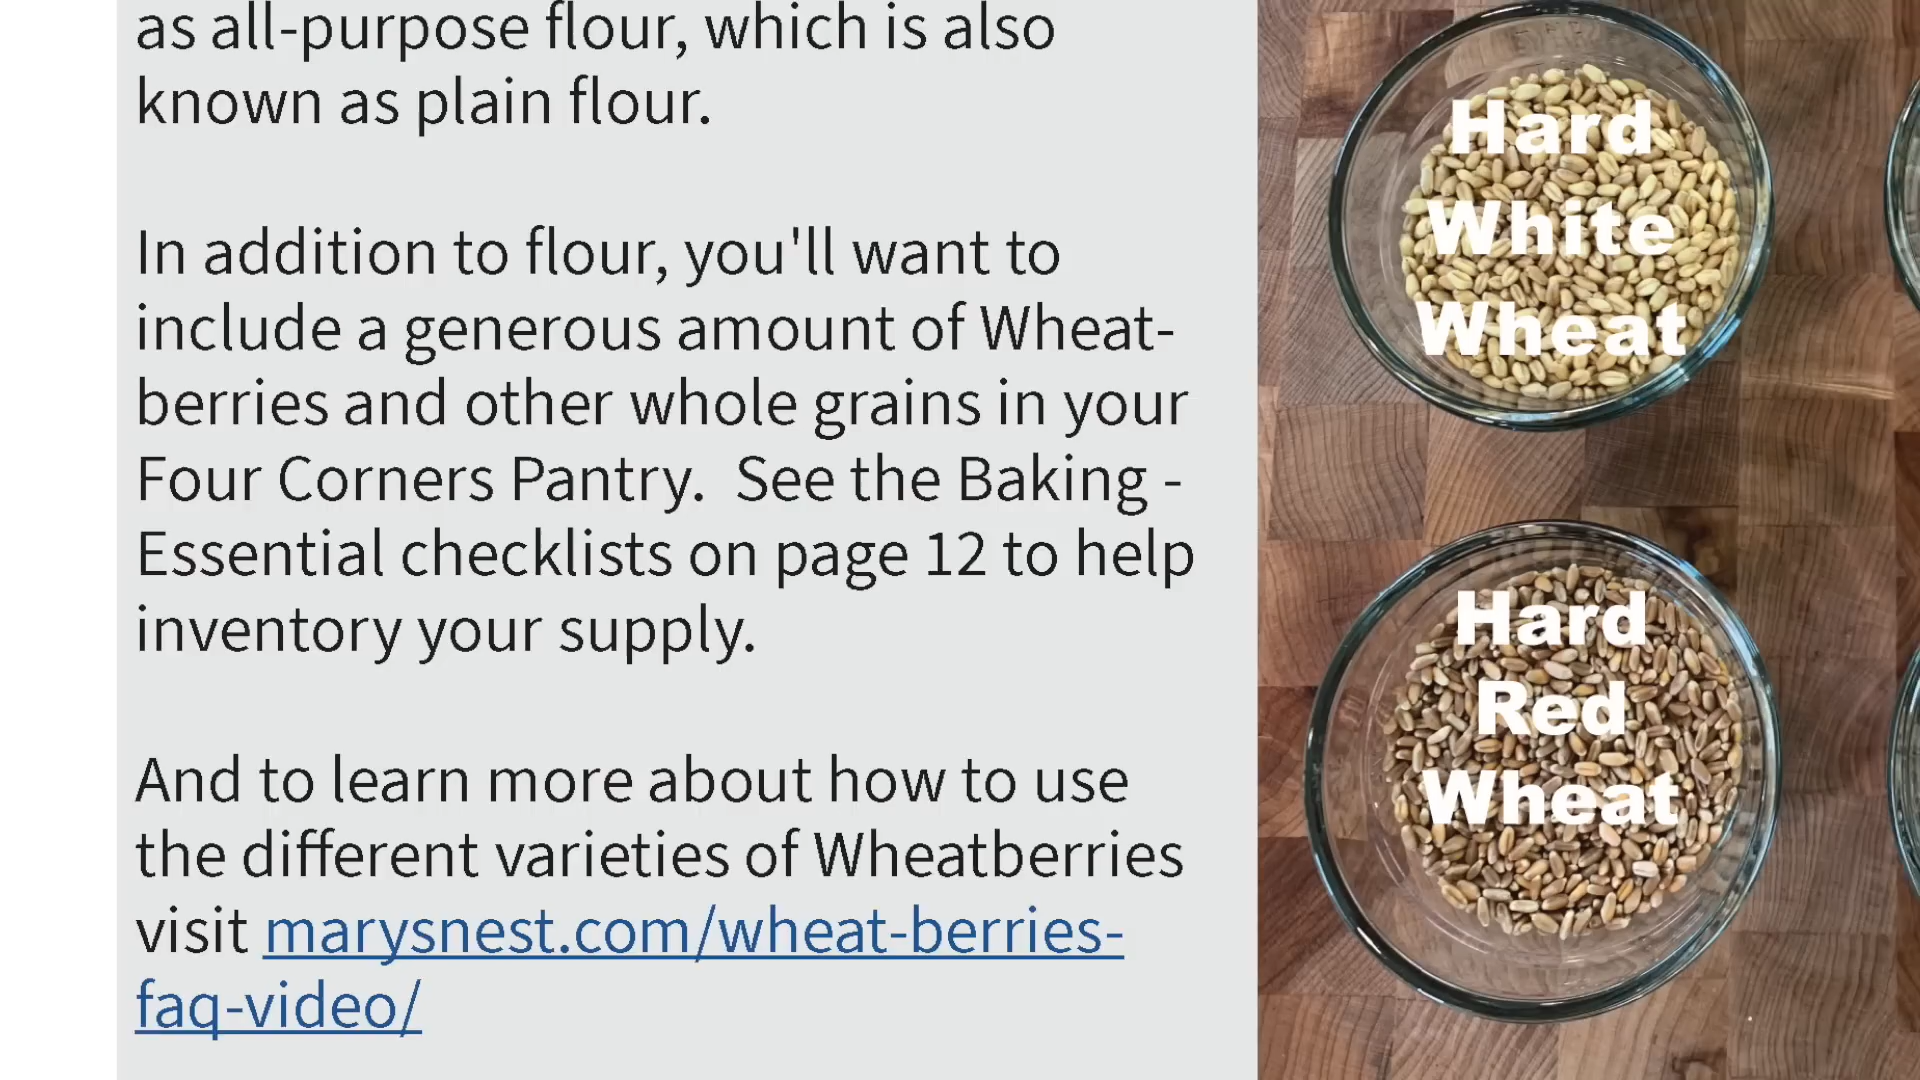 as all-purpose flour, which is also
known as plain flour.
In addition to flour, you'll want to
include a generous amount of Wheat-
berries and other whole grains in your
Four Corners Pantry.  See the Baking -
Essential checklists on page 12 to help
inventory your supply.
And to learn more about how to use
the different varieties of Wheatberries
visit marysnest.com/wheat-berries-
faq-video/
Hard
White
Wheat
Hard
Red
Wheat